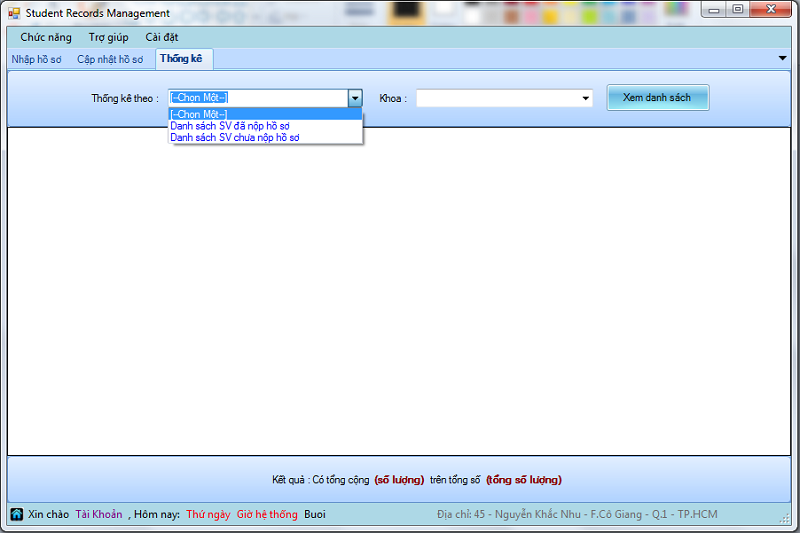 Student Records Management
Chức năng Trợ giúp Cài đặt
Nhập hồ sơ Cập nhật hồ sơ Thống kê
Thống kê theo : [--Chọn Một--] Khoa : Xem danh sách
[--Chọn Một--]
Danh sách SV đã nộp hồ sơ
Danh sách SV chưa nộp hồ sơ
Kết quả : Có tổng cộng (số lượng) trên tổng số (tổng số lượng)
Xin chào Tài Khoản , Hôm nay: Thứ ngày Giờ hệ thống Buoi Địa chỉ: 45 - Nguyễn Khắc Nhu - F.Cô Giang - Q.1 - TP.HCM